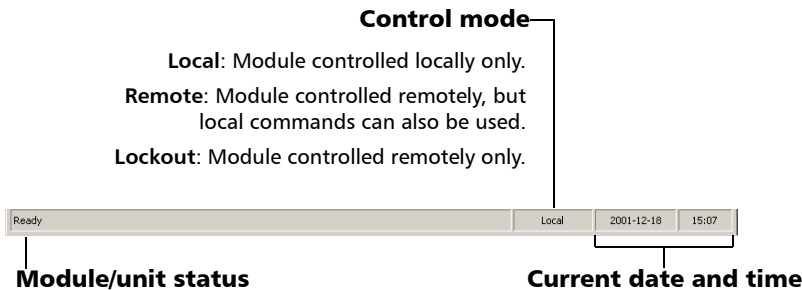 Control mode
Local: Module controlled locally only.
Remote: Module controlled remotely, but
local commands can also be used.
Lockout: Module controlled remotely only.
Ready Local 2001-12-18 15:07
Module/unit status Current date and time